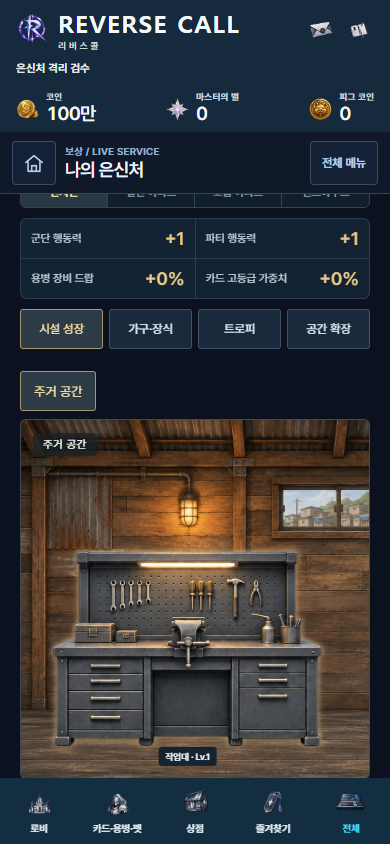 REVERSE CALL
리버스콜
은신처 격리 검수
코인
100만
마스터의 별
0
피그 코인
0
보상 / LIVE SERVICE
나의 은신처
전체 메뉴
군단 행동력
+1
파티 행동력
+1
용병 장비 드랍
+0%
카드 고등급 가중치
+0%
시설 성장
가구·장식
트로피
공간 확장
주거 공간
주거 공간
작업대 · Lv.1
로비
카드·용병·펫
상점
즐겨찾기
전체